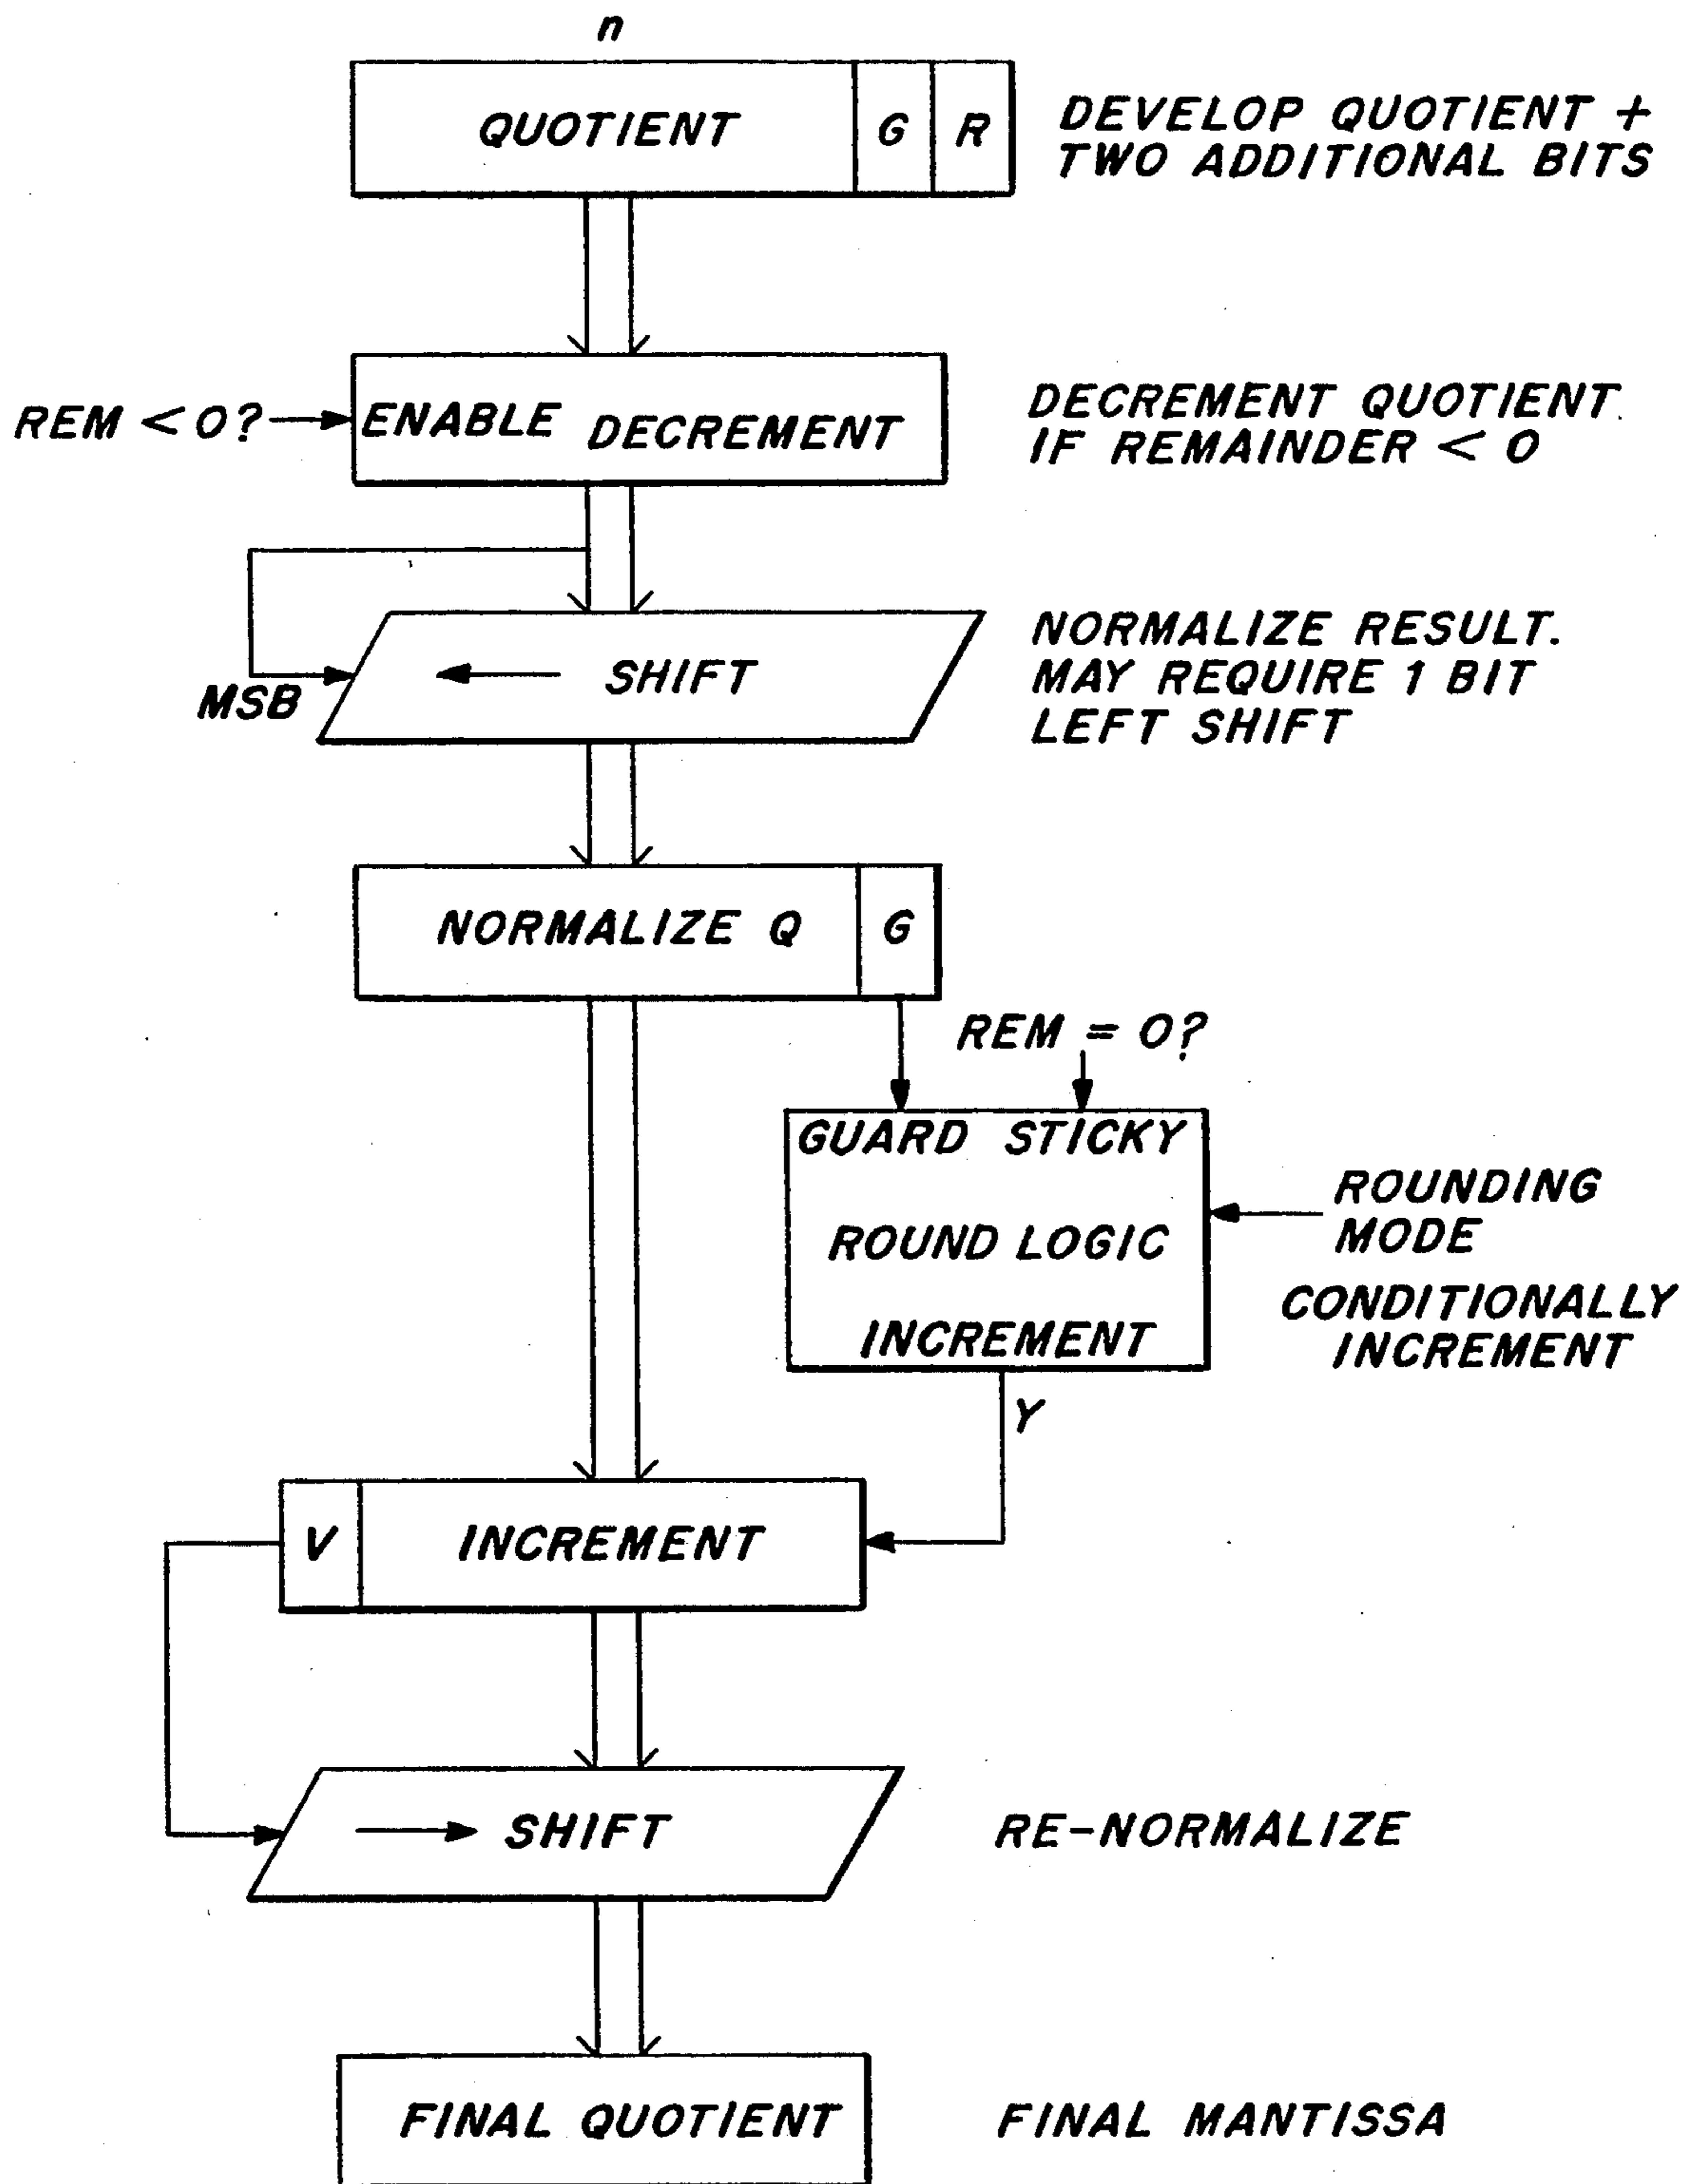 n
QUOTIENT G R
DEVELOP QUOTIENT +
TWO ADDITIONAL BITS
REM < 0?
ENABLE DECREMENT
DECREMENT QUOTIENT
IF REMAINDER < 0
MSB
SHIFT
NORMALIZE RESULT.
MAY REQUIRE 1 BIT
LEFT SHIFT
NORMALIZE Q G
REM = 0?
GUARD STICKY
ROUND LOGIC
INCREMENT
ROUNDING
MODE
CONDITIONALLY
INCREMENT
Y
V INCREMENT
SHIFT
RE-NORMALIZE
FINAL QUOTIENT
FINAL MANTISSA